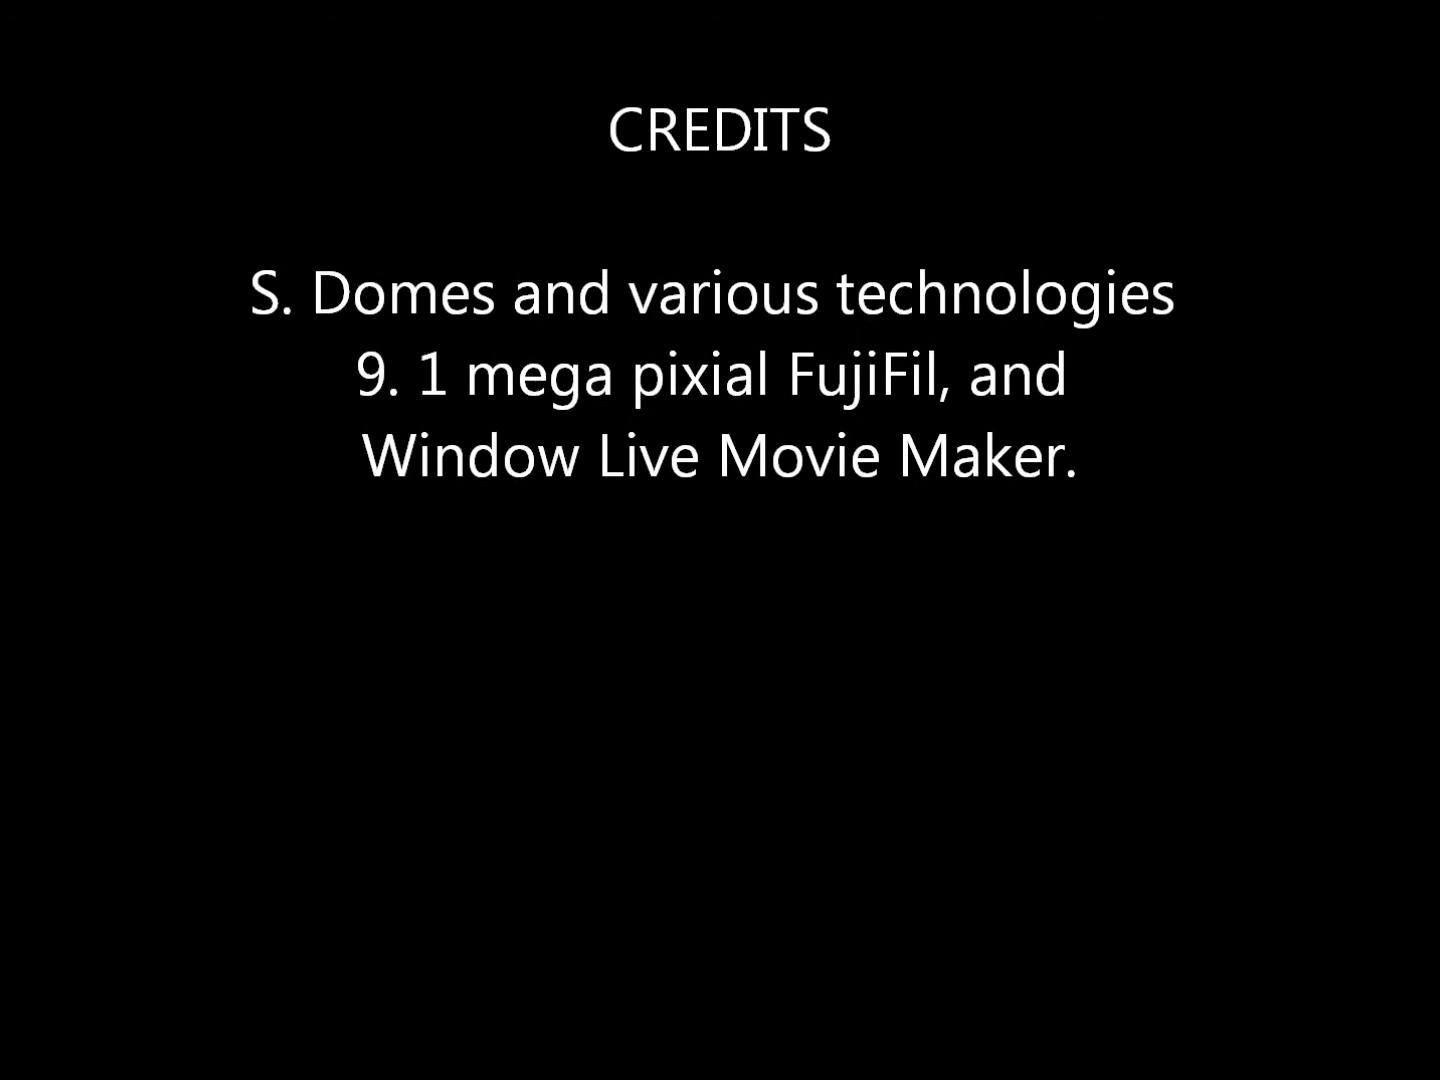 CREDITS
S. Domes and various technologies
9. 1 mega pixial FujiFil, and
Window Live Movie Maker.